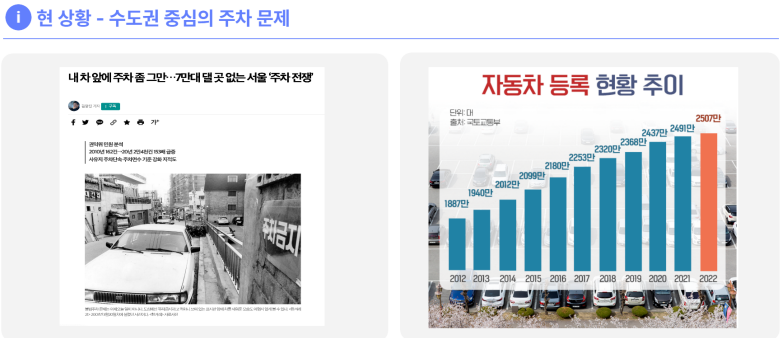 i 현 상황 - 수도권 중심의 주차 문제
내 차 앞에 주차 좀 그만…7만대 댈 곳 없는 서울 '주차 전쟁'
구독
가
권익위 민원 분석
2010년 162건→20년 2만4천건 153배 급증
사유지 주차단속·주차면수 기준 강화 지적도
주차금지
자동차 등록 현황 추이
단위: 대
출처: 국토교통부
1887만 1940만 2012만 2099만 2180만 2253만 2320만 2368만 2437만 2491만 2507만
2012 2013 2014 2015 2016 2017 2018 2019 2020 2021 2022